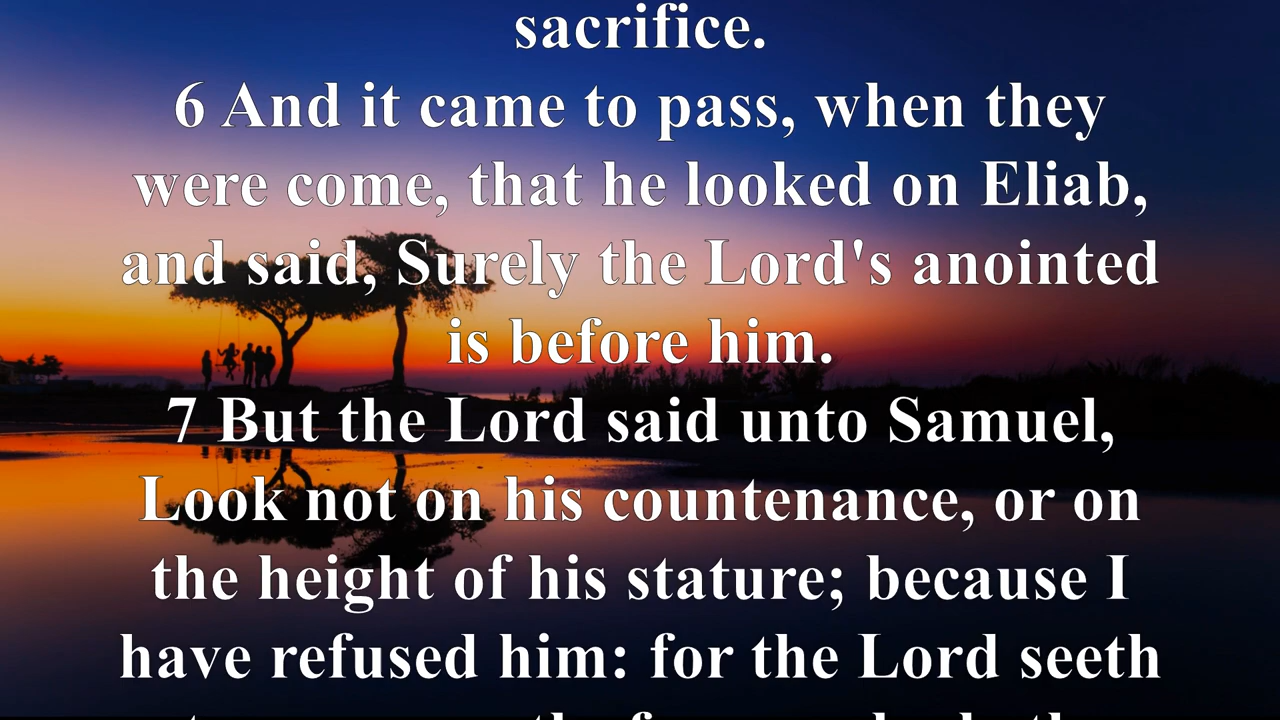 sacrifice.
6 And it came to pass, when they
were come, that he looked on Eliab,
and said, Surely the Lord's anointed
is before him.
7 But the Lord said unto Samuel,
Look not on his countenance, or on
the height of his stature; because I
have refused him: for the Lord seeth